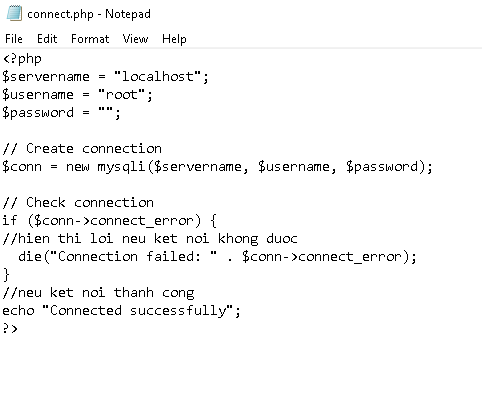 connect.php - Notepad
File Edit Format View Help
<?php
$servername = "localhost";
$username = "root";
$password = "";
// Create connection
$conn = new mysqli($servername, $username, $password);
// Check connection
if ($conn->connect_error) {
//hien thi loi neu ket noi khong duoc
  die("Connection failed: " . $conn->connect_error);
}
//neu ket noi thanh cong
echo "Connected successfully";
?>